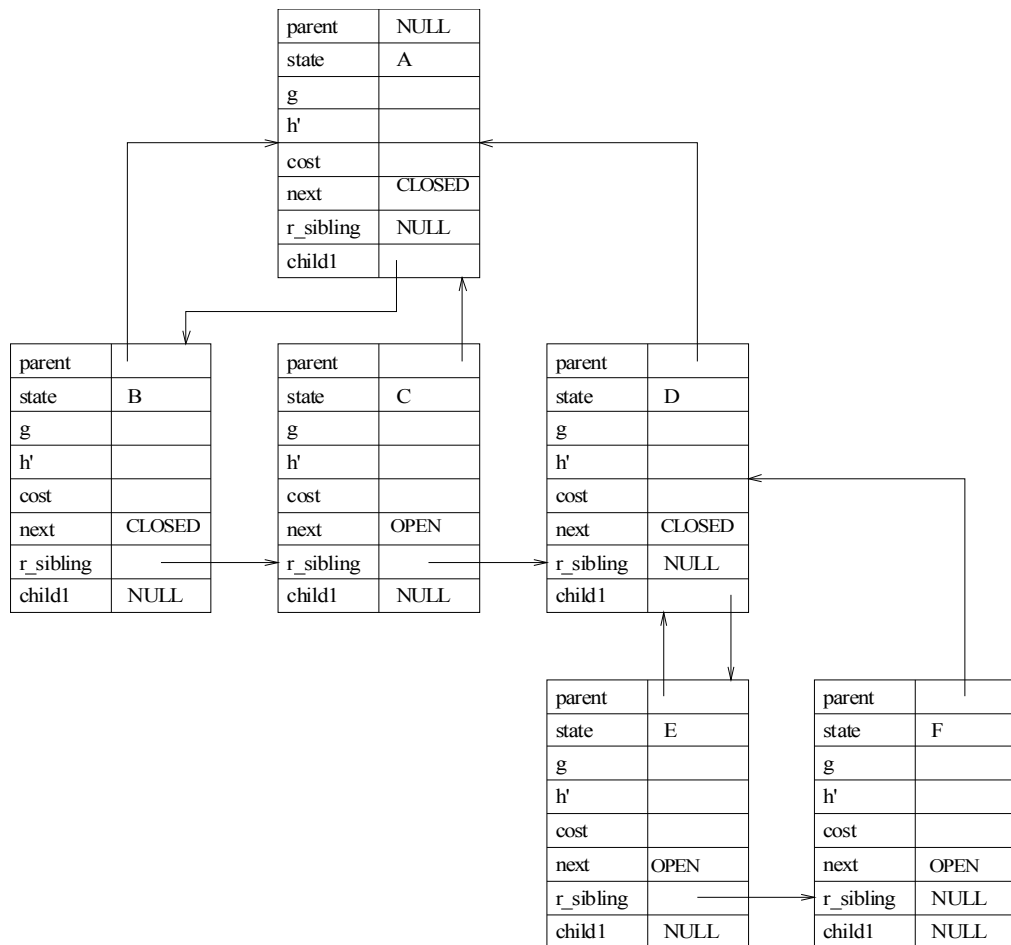 parent NULL
state A
g
h'
cost
next CLOSED
r_sibling NULL
child1
parent
state B
g
h'
cost
next CLOSED
r_sibling
child1 NULL
parent
state C
g
h'
cost
next OPEN
r_sibling
child1 NULL
parent
state D
g
h'
cost
next CLOSED
r_sibling NULL
child1
parent
state E
g
h'
cost
next OPEN
r_sibling
child1 NULL
parent
state F
g
h'
cost
next OPEN
r_sibling NULL
child1 NULL